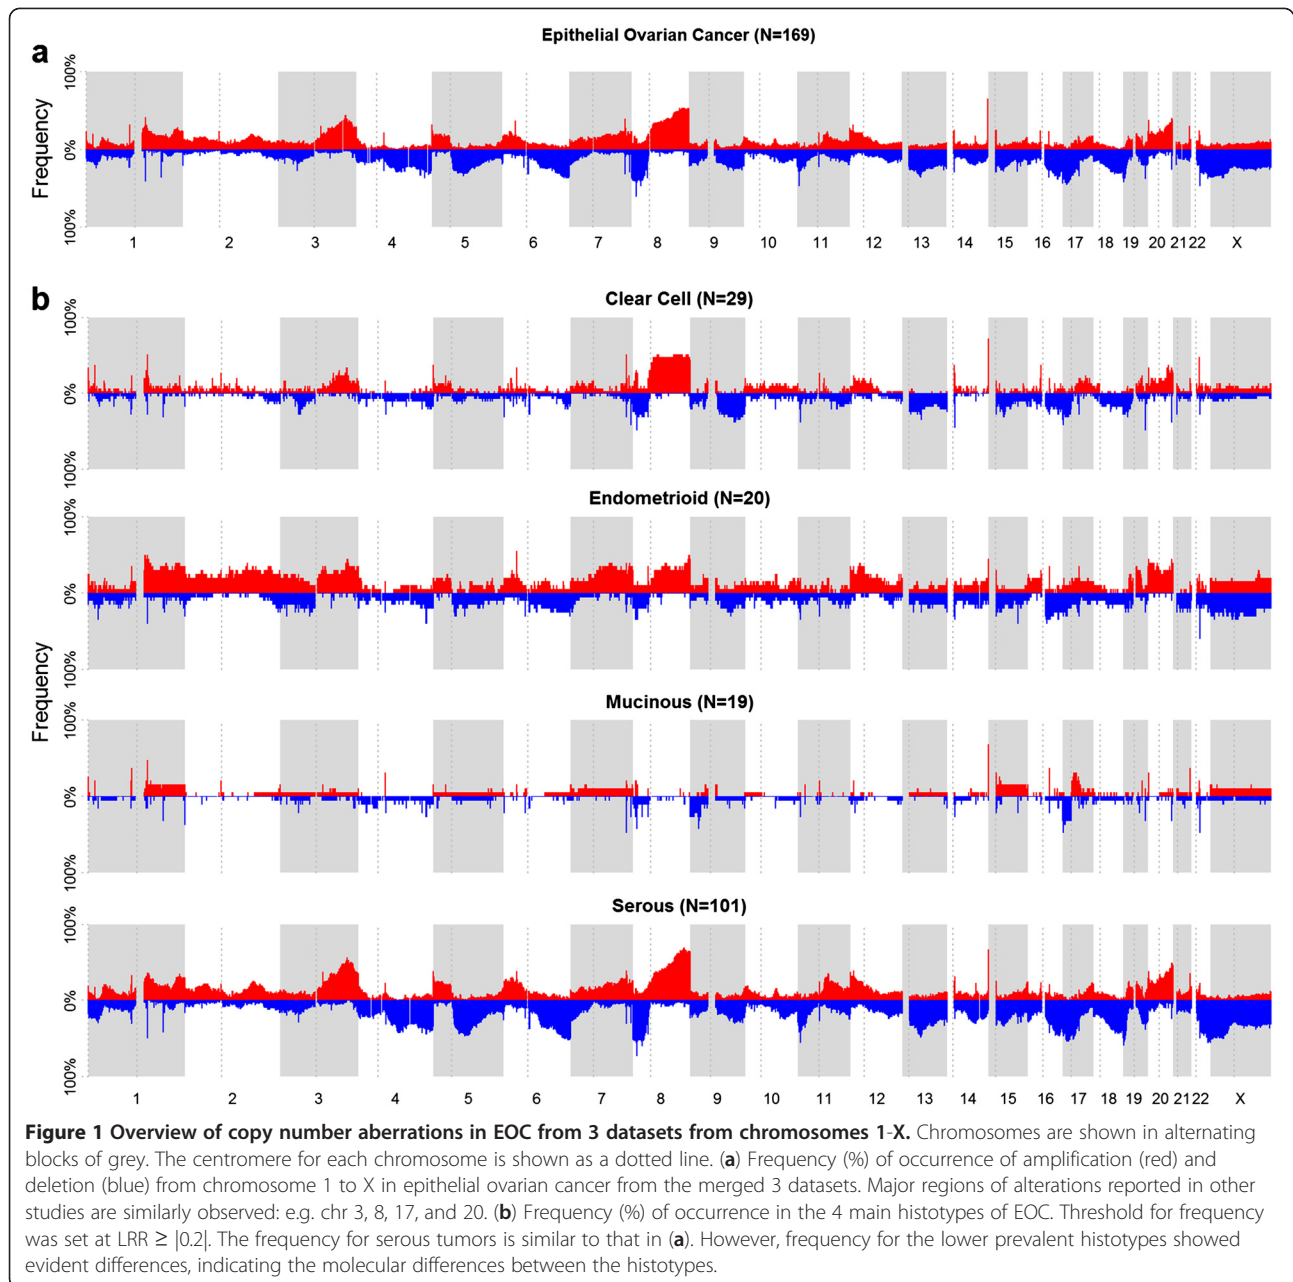 a
Epithelial Ovarian Cancer (N=169)
100%
0%
100%
Frequency
1 2 3 4 5 6 7 8 9 10 11 12 13 14 15 16 17 18 19 20 21 22 X
b
Clear Cell (N=29)
100%
0%
100%
Endometrioid (N=20)
100%
0%
100%
Frequency
Mucinous (N=19)
100%
0%
100%
Serous (N=101)
100%
0%
100%
1 2 3 4 5 6 7 8 9 10 11 12 13 14 15 16 17 18 19 20 21 22 X
Figure 1 Overview of copy number aberrations in EOC from 3 datasets from chromosomes 1-X. Chromosomes are shown in alternating
blocks of grey. The centromere for each chromosome is shown as a dotted line. (a) Frequency (%) of occurrence of amplification (red) and
deletion (blue) from chromosome 1 to X in epithelial ovarian cancer from the merged 3 datasets. Major regions of alterations reported in other
studies are similarly observed: e.g. chr 3, 8, 17, and 20. (b) Frequency (%) of occurrence in the 4 main histotypes of EOC. Threshold for frequency
was set at LRR ≥ |0.2|. The frequency for serous tumors is similar to that in (a). However, frequency for the lower prevalent histotypes showed
evident differences, indicating the molecular differences between the histotypes.